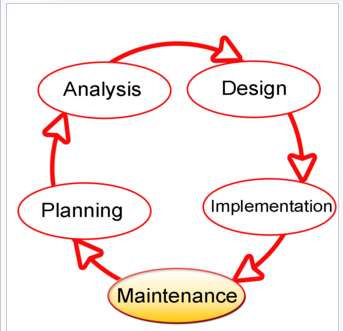 Analysis
Design
Planning
Implementation
Maintenance